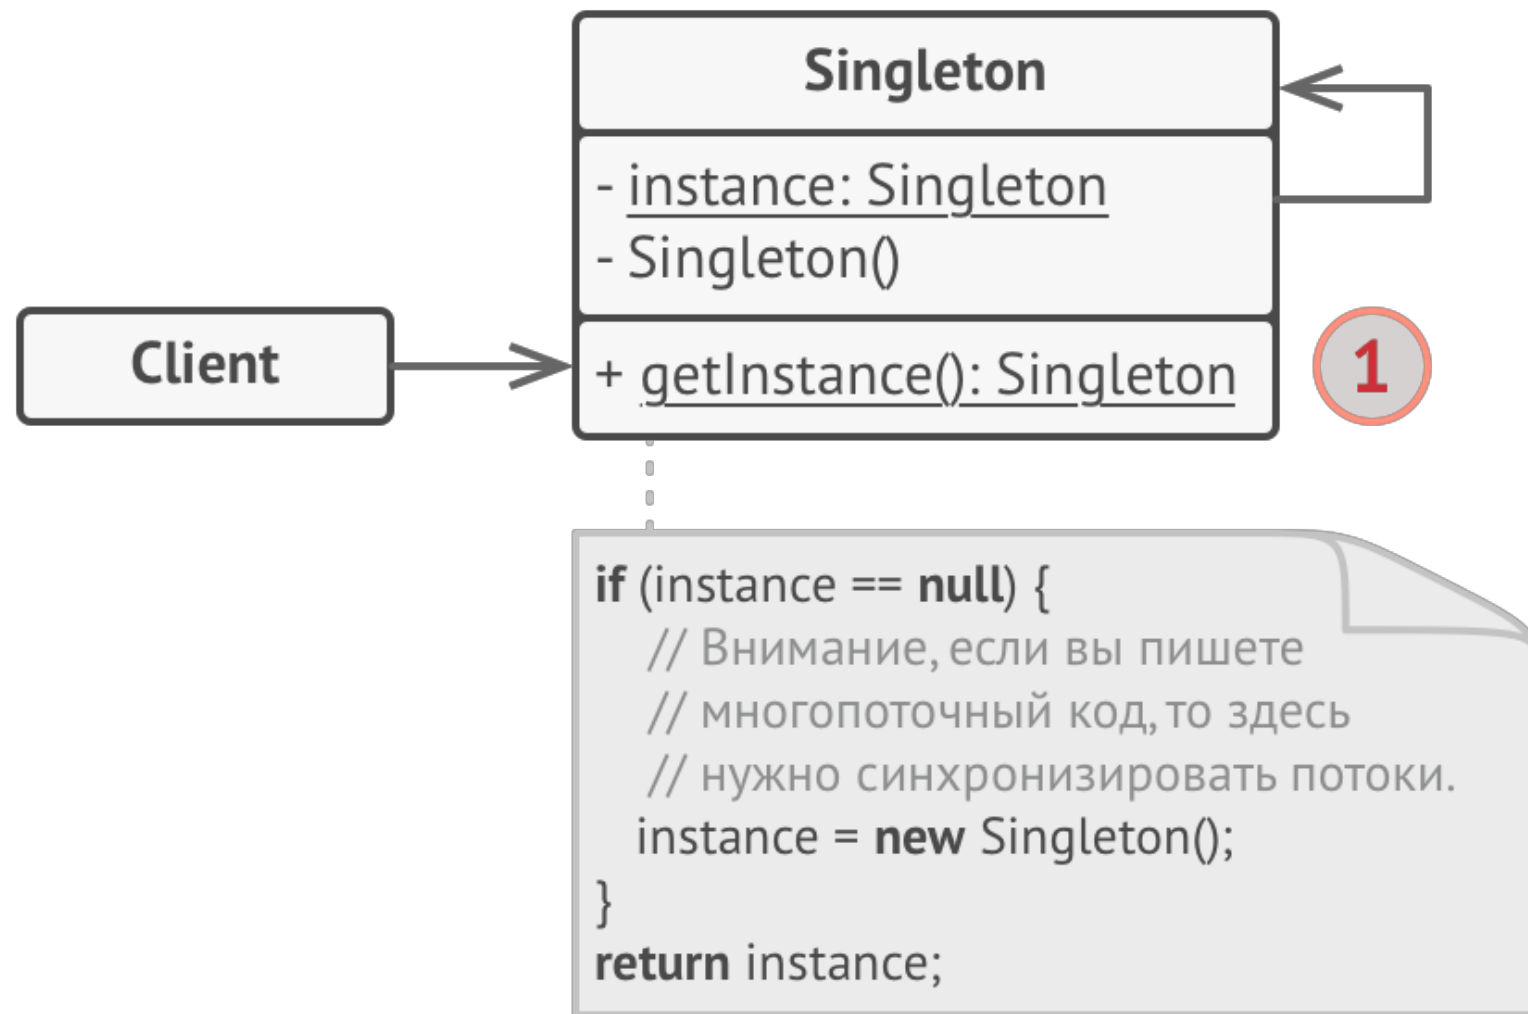 Singleton
- instance: Singleton
- Singleton()
Client
+ getInstance(): Singleton
1
if (instance == null) {
// Внимание, если вы пишете
// многопоточный код, то здесь
// нужно синхронизировать потоки.
instance = new Singleton();
}
return instance;